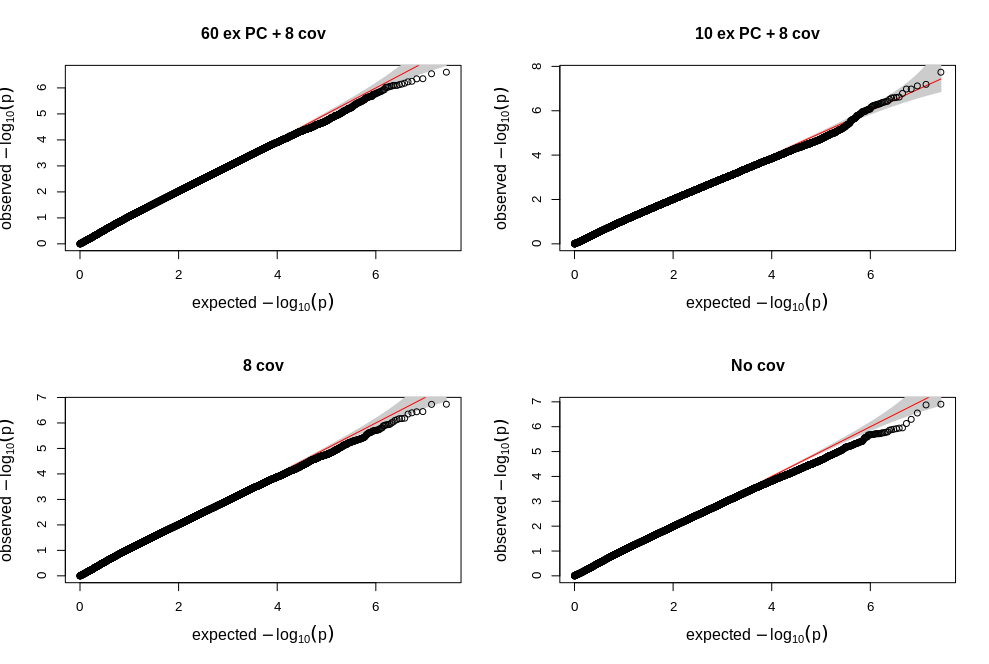 60 ex PC + 8 cov
10 ex PC + 8 cov
observed −log10(p)
0 1 2 3 4 5 6
0 2 4 6
expected −log10(p)
observed −log10(p)
0 2 4 6 8
0 2 4 6
expected −log10(p)
8 cov
No cov
observed −log10(p)
0 1 2 3 4 5 6 7
0 2 4 6
expected −log10(p)
observed −log10(p)
0 1 2 3 4 5 6 7
0 2 4 6
expected −log10(p)